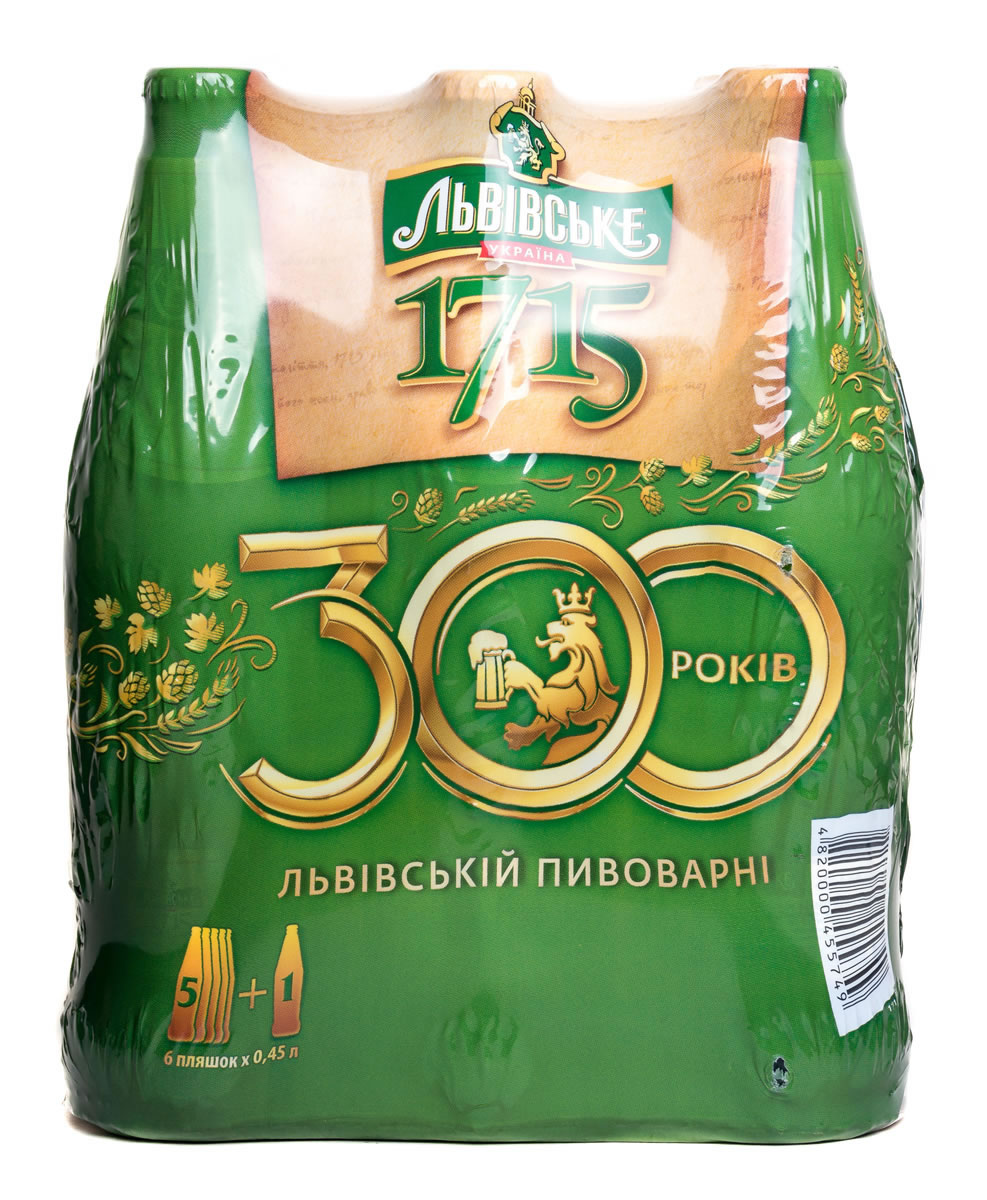 ЛЬВІВСЬКЕ
УКРАЇНА
1715
300
РОКІВ
ЛЬВІВСЬКІЙ ПИВОВАРНІ
5 + 1
6 пляшок х 0,45 л
4820000455749